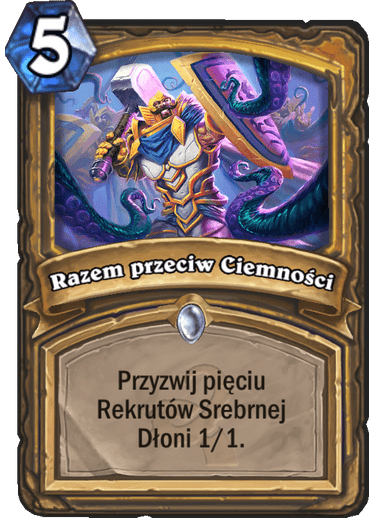 5
Razem przeciw Ciemności
Przyzwij pięciu
Rekrutów Srebrnej
Dłoni 1/1.